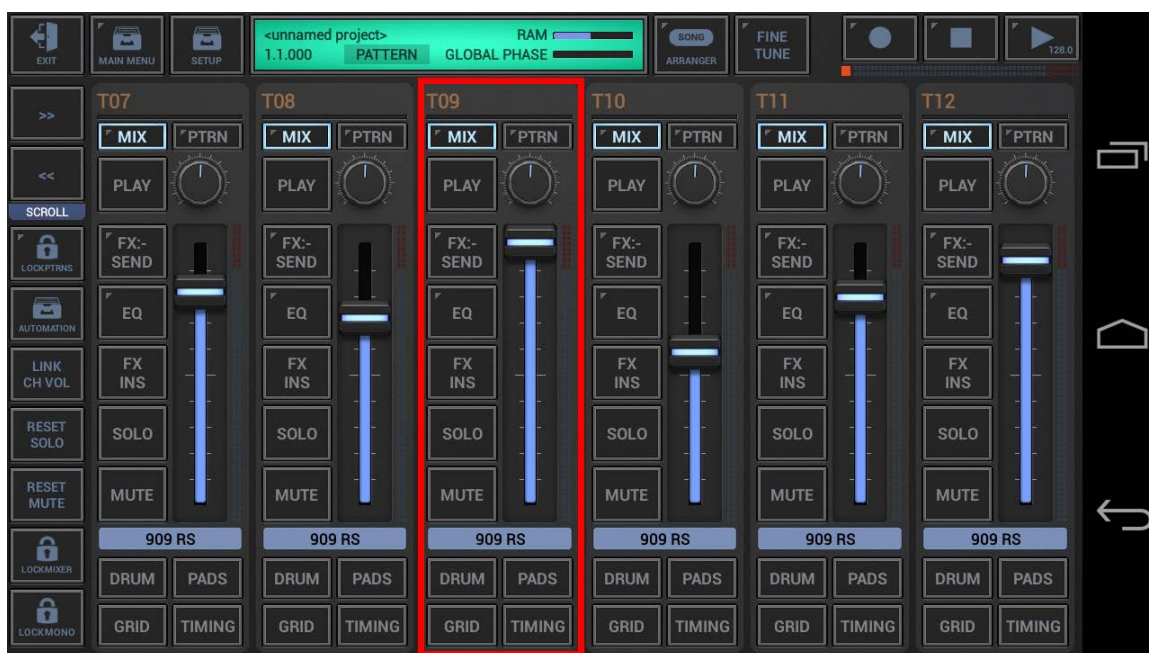 EXIT
MAIN MENU
SETUP
<unnamed project> RAM
1.1.000 PATTERN GLOBAL PHASE
SONG
ARRANGER
FINE
TUNE
128.0
>>
<<
SCROLL
LOCKPTRNS
AUTOMATION
LINK
CH VOL
RESET
SOLO
RESET
MUTE
LOCKMIXER
LOCKMONO
T07
MIX PTRN
PLAY
FX:-
SEND
EQ
FX
INS
SOLO
MUTE
909 RS
DRUM PADS
GRID TIMING
T08
MIX PTRN
PLAY
FX:-
SEND
EQ
FX
INS
SOLO
MUTE
909 RS
DRUM PADS
GRID TIMING
T09
MIX PTRN
PLAY
FX:-
SEND
EQ
FX
INS
SOLO
MUTE
909 RS
DRUM PADS
GRID TIMING
T10
MIX PTRN
PLAY
FX:-
SEND
EQ
FX
INS
SOLO
MUTE
909 RS
DRUM PADS
GRID TIMING
T11
MIX PTRN
PLAY
FX:-
SEND
EQ
FX
INS
SOLO
MUTE
909 RS
DRUM PADS
GRID TIMING
T12
MIX PTRN
PLAY
FX:-
SEND
EQ
FX
INS
SOLO
MUTE
909 RS
DRUM PADS
GRID TIMING